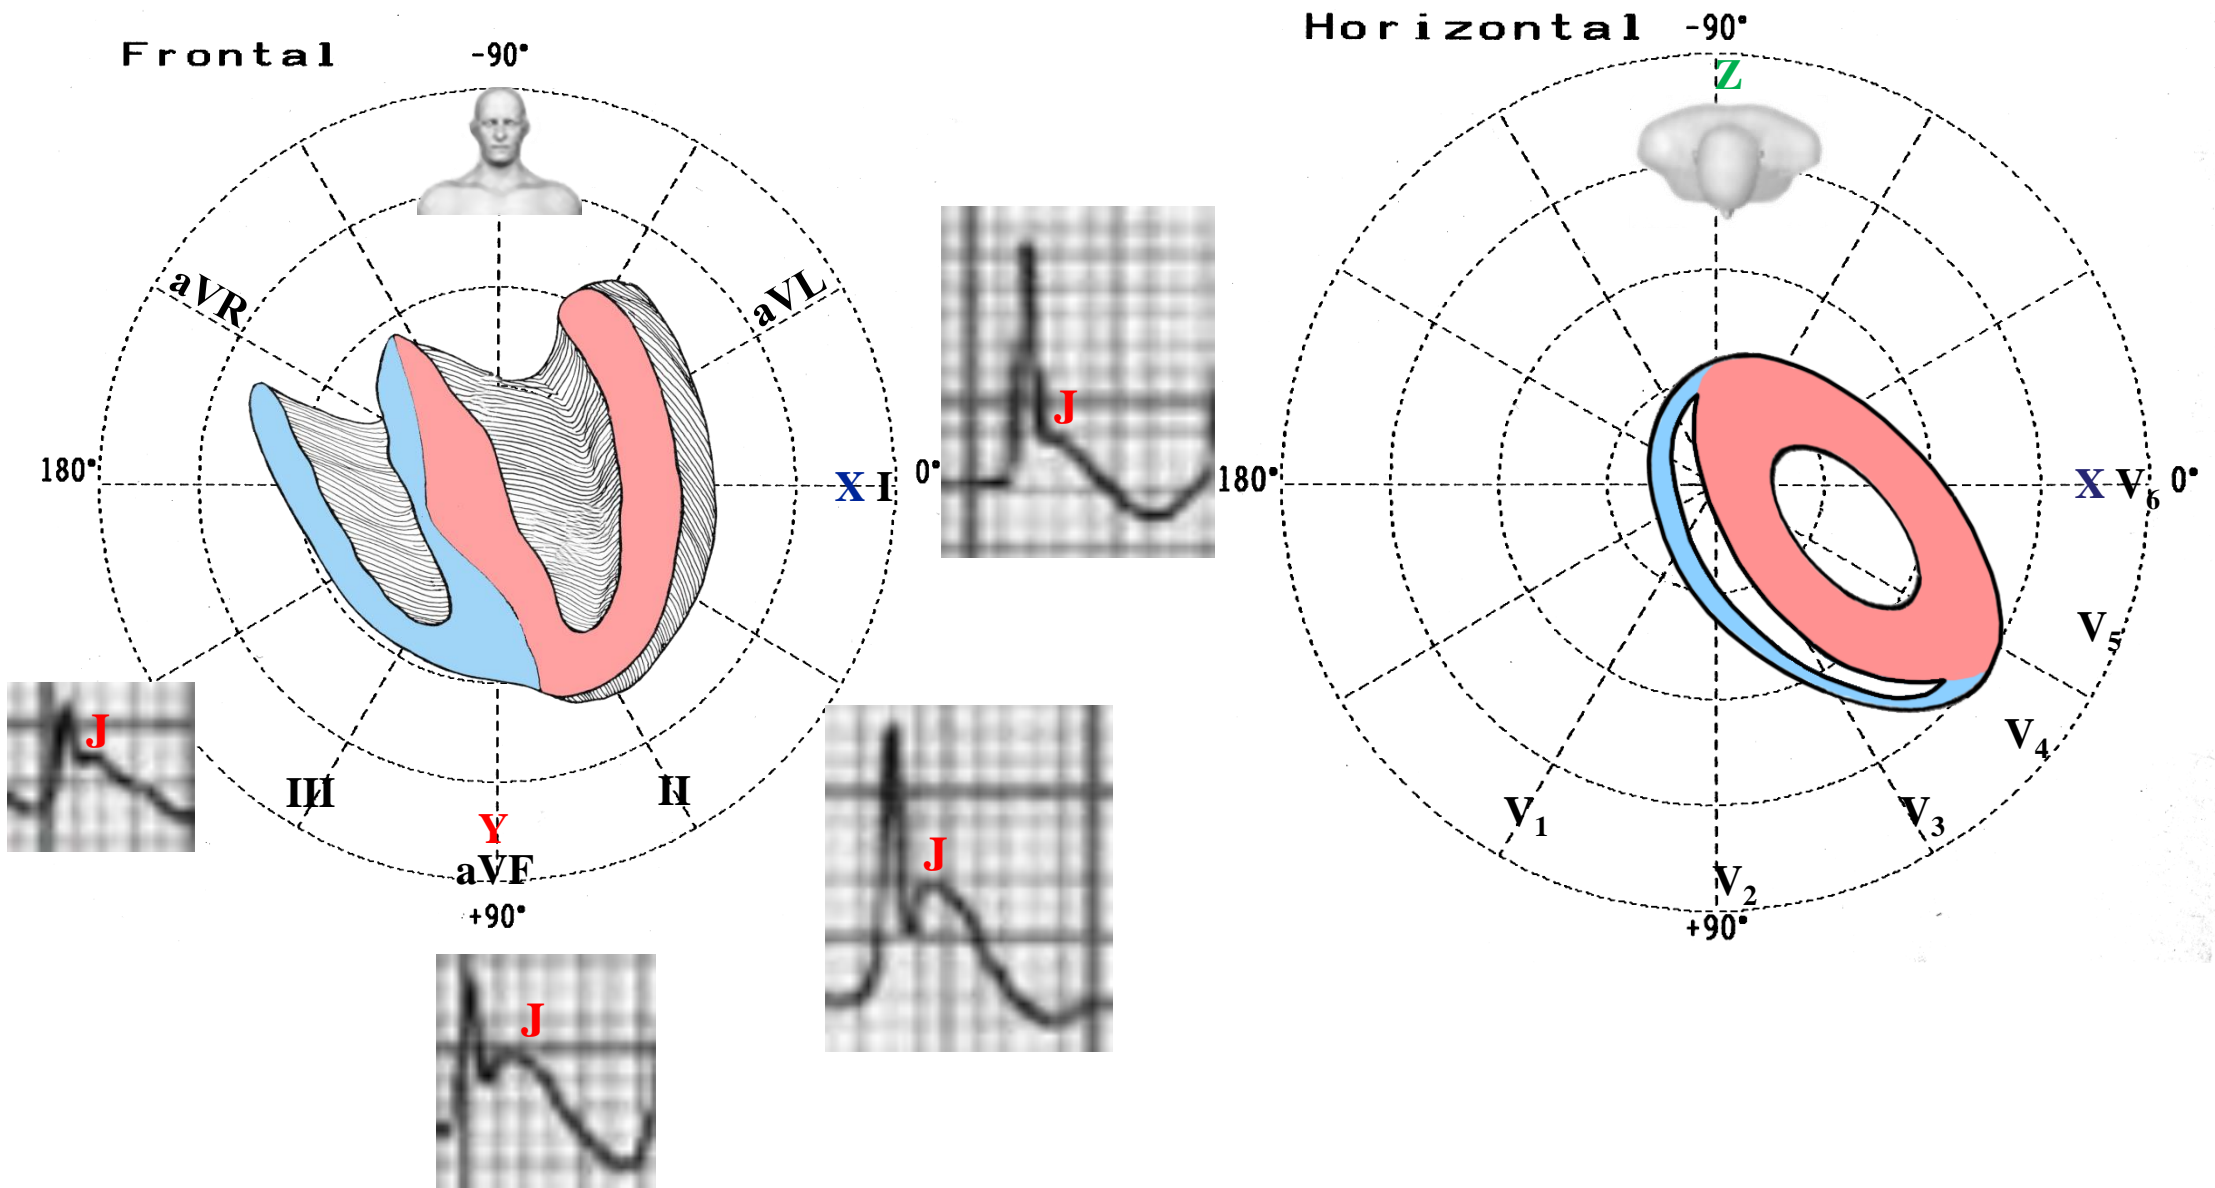 Frontal
-90°
aVR
aVL
180°
X I
0°
J
J
III
II
Y
aVF
+90°
J
J
Horizontal
-90°
Z
180°
X V6 0°
V5
V4
V1
V3
V2
+90°